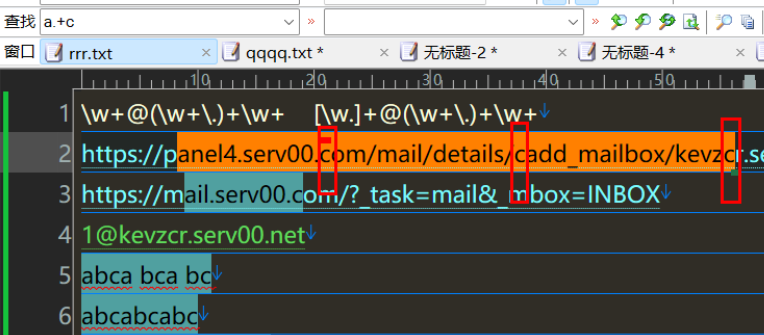 查找 a.+c » »
窗口 rrr.txt × qqqq.txt * × 无标题-2 * × 无标题-4 * ×
10 20 30 40 50
1 \w+@(\w+\.)+\w+ [\w.]+@(\w+\.)+\w+↓
2 https://panel4.serv00.com/mail/details/cadd_mailbox/kevzcr.se
3 https://mail.serv00.com/?_task=mail&_mbox=INBOX↓
4 1@kevzcr.serv00.net↓
5 abca bca bc↓
6 abcabcabc↓